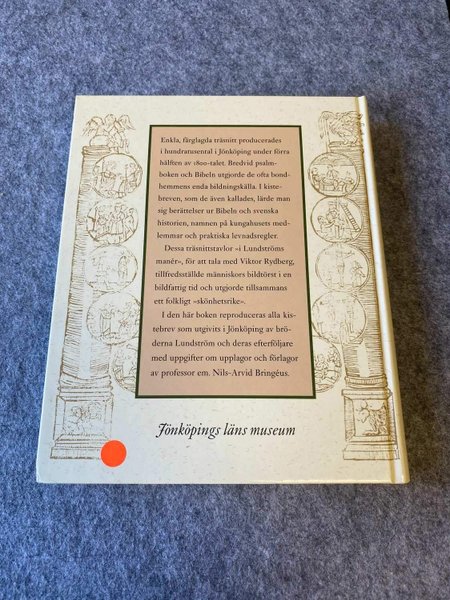 Enkla, färglagda träsnitt producerades
i hundratusental i Jönköping under förra
hälften av 1800-talet. Bredvid psalm-
boken och Bibeln utgjorde de ofta bond-
hemmens enda bildningskälla. I kiste-
breven, som de även kallades, lärde man
sig berättelser ur Bibeln och svenska
historien, namnen på kungahusets med-
lemmar och praktiska levnadsregler.
Dessa träsnittstavlor »i Lundströms
manér», för att tala med Viktor Rydberg,
tillfredsställde människors bildtörst i en
bildfattig tid och utgjorde tillsammans
ett folkligt »skönhetsrike».
I den här boken reproduceras alla kis-
tebrev som utgivits i Jönköping av brö-
derna Lundström och deras efterföljare
med uppgifter om upplagor och förlagor
av professor em. Nils-Arvid Bringéus.
Jönköpings läns museum